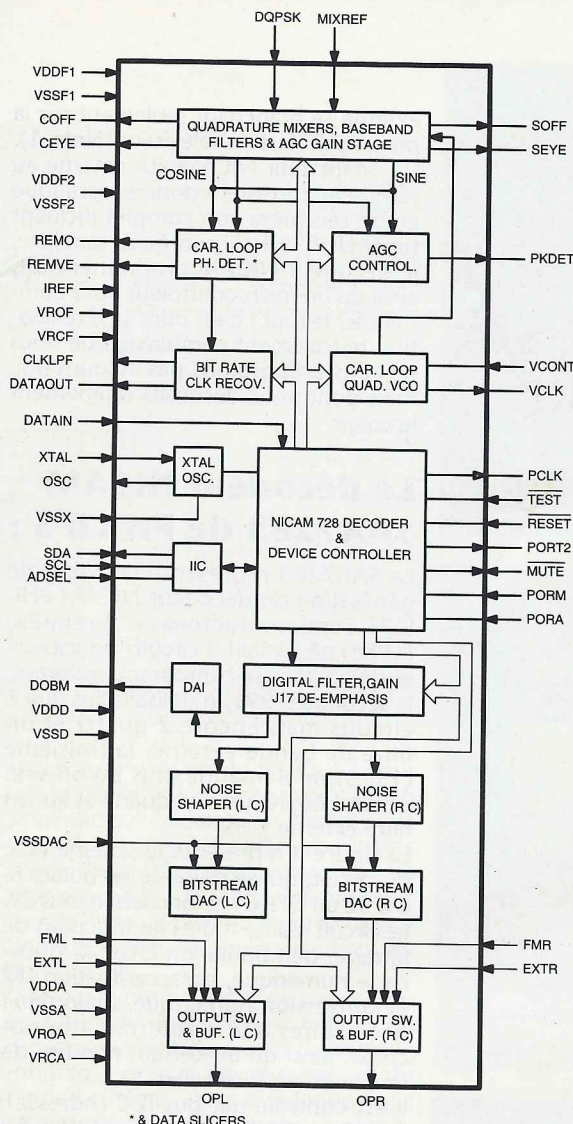 DQPSK MIXREF
VDDF1
VSSF1
COFF
CEYE
VDDF2
VSSF2
REMO
REMVE
IREF
VROF
VRCF
CLKLPF
DATAOUT
DATAIN
XTAL
OSC
VSSX
SDA
SCL
ADSEL
DOBM
VDDD
VSSD
VSSDAC
FML
EXTL
VDDA
VSSA
VROA
VRCA
QUADRATURE MIXERS, BASEBAND
FILTERS & AGC GAIN STAGE
COSINE
SINE
CAR. LOOP
PH. DET. *
AGC
CONTROL.
BIT RATE
CLK RECOV.
CAR. LOOP
QUAD. VCO
XTAL
OSC.
NICAM 728 DECODER
&
DEVICE CONTROLLER
IIC
DAI
DIGITAL FILTER,GAIN
J17 DE-EMPHASIS
NOISE
SHAPER (L C)
NOISE
SHAPER (R C)
BITSTREAM
DAC (L C)
BITSTREAM
DAC (R C)
OUTPUT SW.
& BUF. (L C)
OUTPUT SW.
& BUF. (R C)
SOFF
SEYE
PKDET
VCONT
VCLK
PCLK
TEST
RESET
PORT2
MUTE
PORM
PORA
FMR
EXTR
OPL
OPR
* & DATA SLICERS